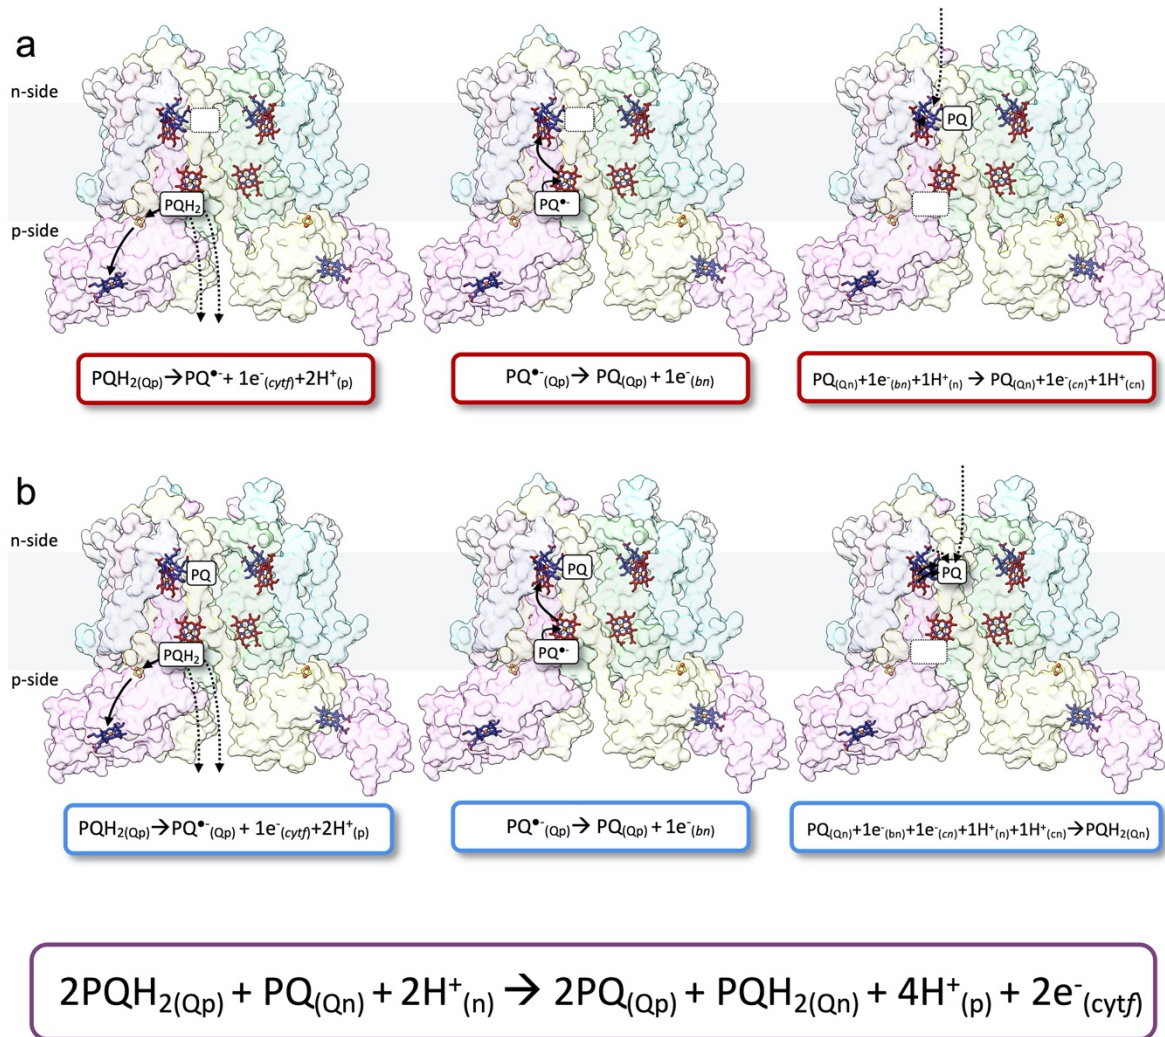 a
n-side
PQ
PQH₂
PQ•-
p-side
PQH₂(Qp)→PQ•-+ 1e⁻(cytf)+2H⁺(p)
PQ•-(Qp)→ PQ(Qp) + 1e⁻(bn)
PQ(Qn)+1e⁻(bn)+1H⁺(n) → PQ(Qn)+1e⁻(cn)+1H⁺(cn)
b
n-side
PQ
PQ
PQ
PQH₂
PQ•-
p-side
PQH₂(Qp)→PQ•-(Qp) + 1e⁻(cytf)+2H⁺(p)
PQ•-(Qp)→ PQ(Qp) + 1e⁻(bn)
PQ(Qn)+1e⁻(bn)+1e⁻(cn)+1H⁺(n)+1H⁺(cn)→PQH₂(Qn)
2PQH₂(Qp) + PQ(Qn) + 2H⁺(n) → 2PQ(Qp) + PQH₂(Qn) + 4H⁺(p) + 2e⁻(cytf)